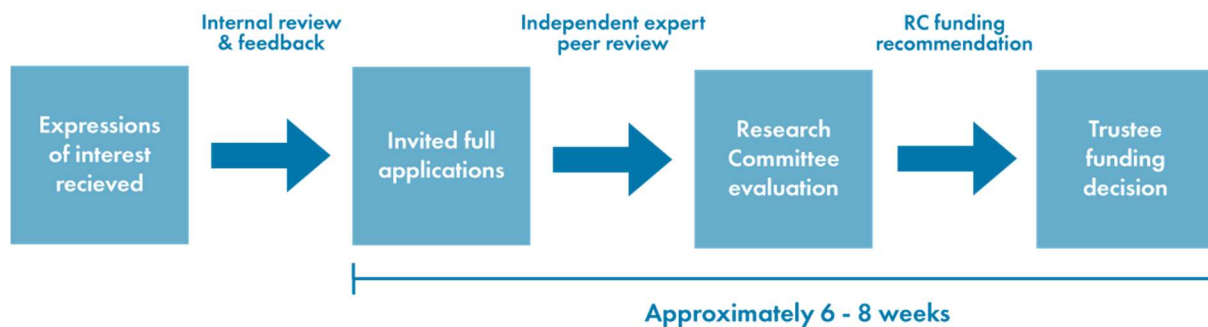 Internal review
& feedback
Independent expert
peer review
RC funding
recommendation
Expressions
of interest
recieved
Invited full
applications
Research
Committee
evaluation
Trustee
funding
decision
Approximately 6 - 8 weeks